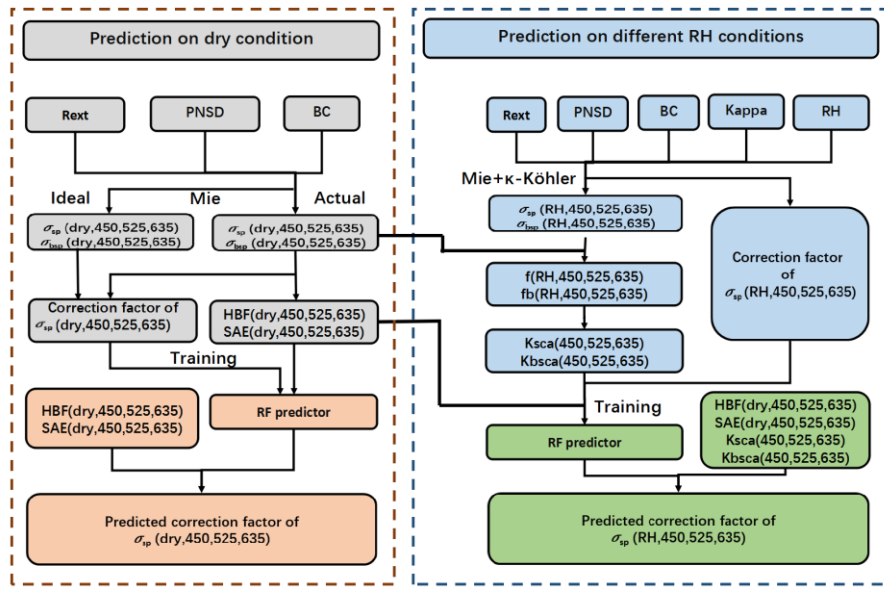 Prediction on dry condition
Rext
PNSD
BC
Ideal
Mie
Actual
σsp (dry,450,525,635)
σbsp (dry,450,525,635)
σsp (dry,450,525,635)
σbsp (dry,450,525,635)
Correction factor of
σsp (dry,450,525,635)
HBF(dry,450,525,635)
SAE(dry,450,525,635)
Training
HBF(dry,450,525,635)
SAE(dry,450,525,635)
RF predictor
Predicted correction factor of
σsp (dry,450,525,635)
Prediction on different RH conditions
Rext
PNSD
BC
Kappa
RH
Mie+κ-Köhler
σsp (RH,450,525,635)
σbsp (RH,450,525,635)
f(RH,450,525,635)
fb(RH,450,525,635)
Correction factor
of
σsp (RH,450,525,635)
Ksca(450,525,635)
Kbsca(450,525,635)
Training
RF predictor
HBF(dry,450,525,635)
SAE(dry,450,525,635)
Ksca(450,525,635)
Kbsca(450,525,635)
Predicted correction factor of
σsp (RH,450,525,635)